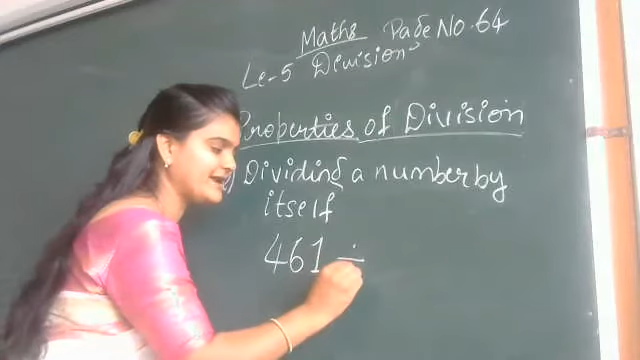 Maths Page No. 64
Le-5 Division
Properties of Division
) Dividing a number by
itself
461 ÷